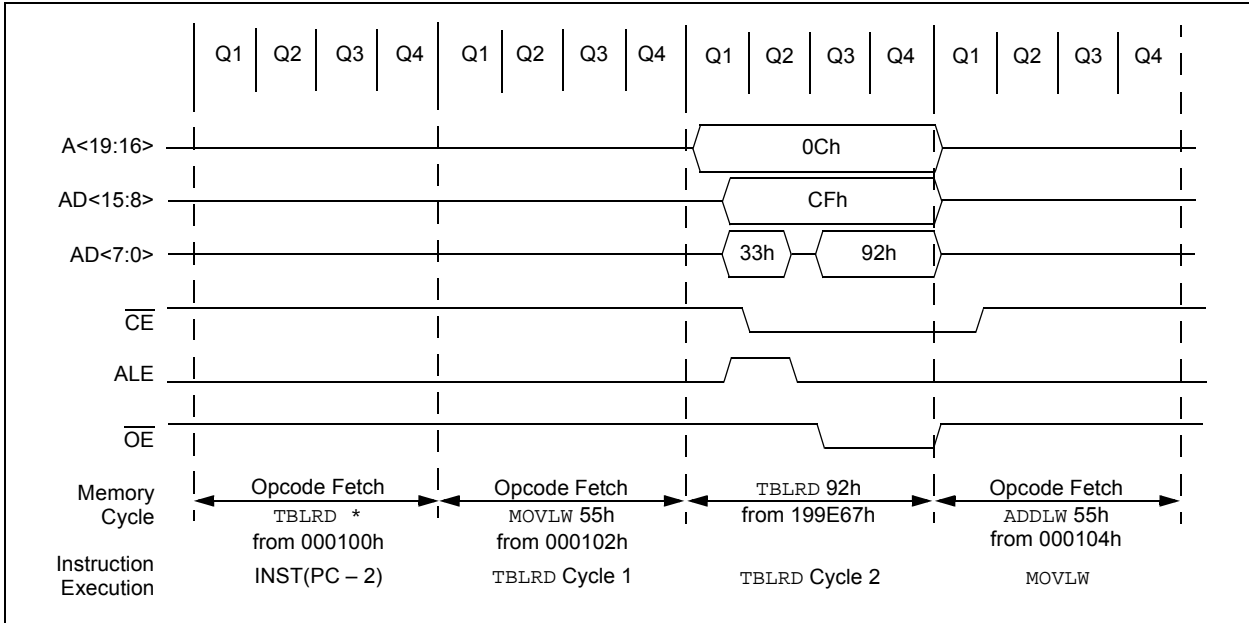 Q1 Q2 Q3 Q4 Q1 Q2 Q3 Q4 Q1 Q2 Q3 Q4 Q1 Q2 Q3 Q4
A<19:16> 0Ch
AD<15:8> CFh
AD<7:0> 33h 92h
CE
ALE
OE
Memory Cycle
Opcode Fetch
TBLRD *
from 000100h
Opcode Fetch
MOVLW 55h
from 000102h
TBLRD 92h
from 199E67h
Opcode Fetch
ADDLW 55h
from 000104h
Instruction Execution
INST(PC – 2)
TBLRD Cycle 1
TBLRD Cycle 2
MOVLW